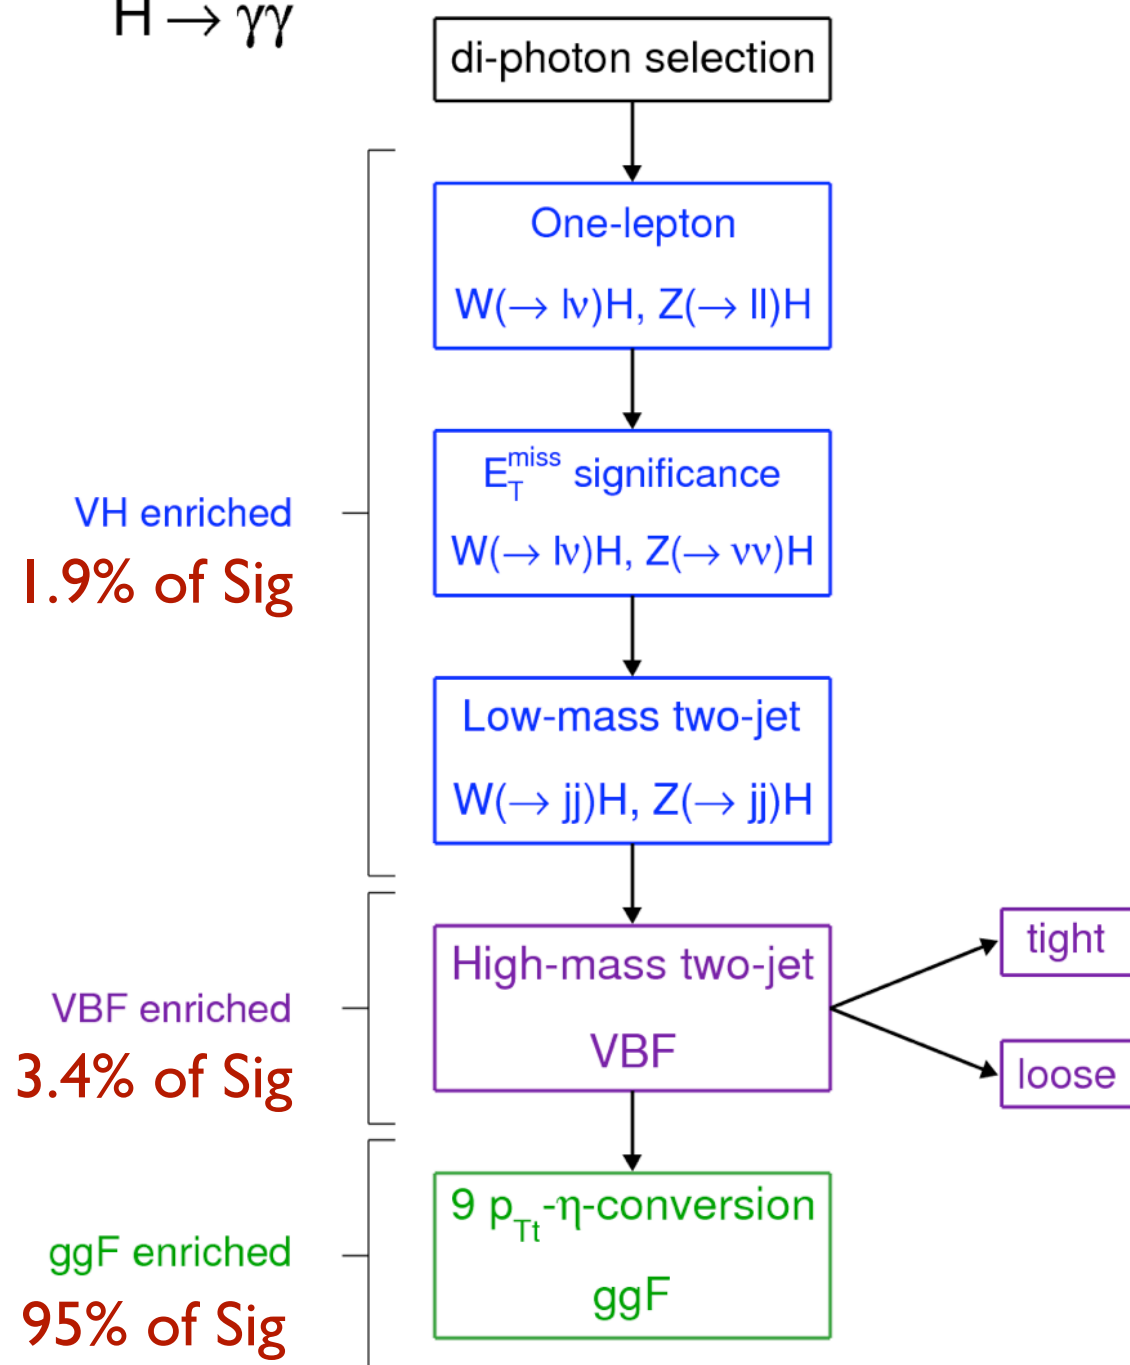 H → γγ
di-photon selection
One-lepton
W(→ lν)H, Z(→ ll)H
E_T^miss significance
W(→ lν)H, Z(→ νν)H
VH enriched
1.9% of Sig
Low-mass two-jet
W(→ jj)H, Z(→ jj)H
High-mass two-jet
VBF
tight
loose
VBF enriched
3.4% of Sig
9 p_Tt-η-conversion
ggF
ggF enriched
95% of Sig